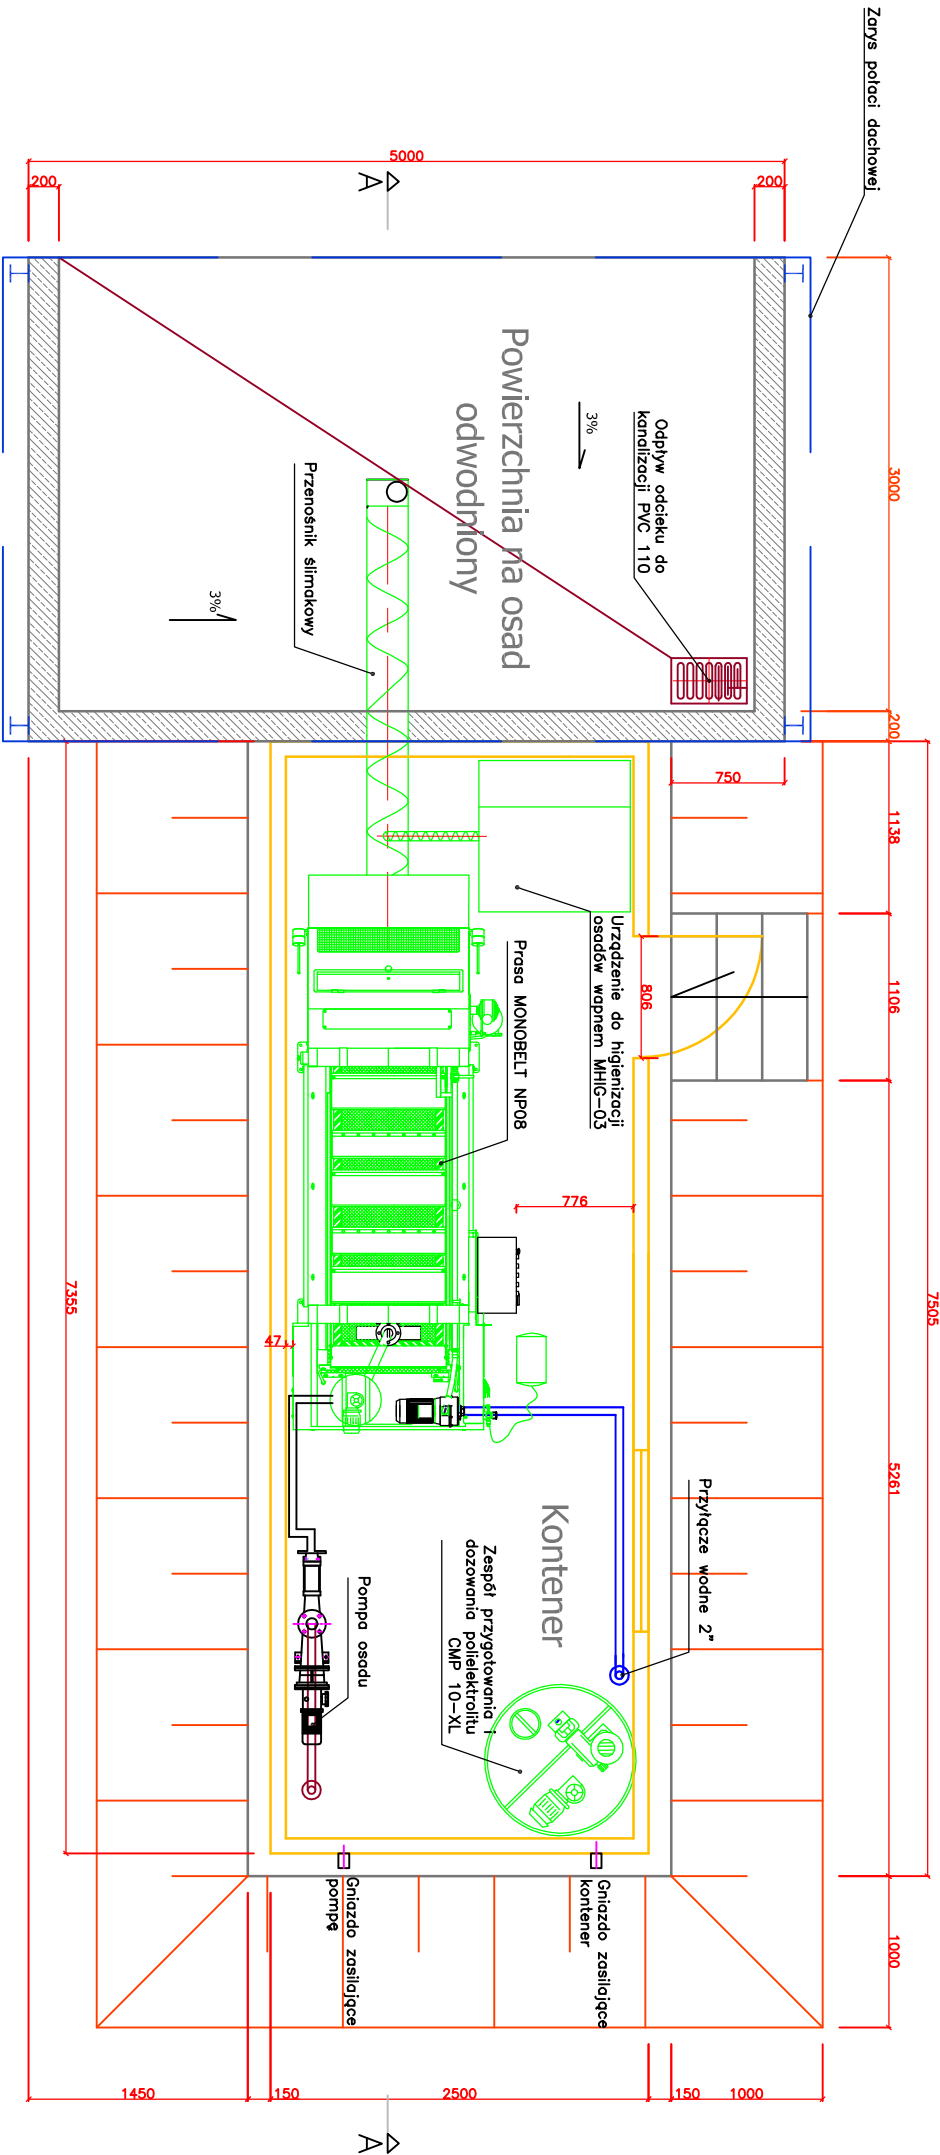 Zarys połaci dachowej
5000
200
200
A
3000
200
Powierzchnia na osad
odwodniony
3%
Odpływ odcieku do
kanalizacji PVC 110
Przenośnik ślimakowy
3%
750
1138
1106
7505
5261
1000
806
Urządzenie do higienizacji
osadów wapnem MHIG-03
Prasa MONOBELT NP08
776
47
7355
Przyłącze wodne 2"
Kontener
Zespół przygotowania i
dozowania polielektrolitu
CMP 10-XL
Pompa osadu
Gniazdo zasilające
kontener
Gniazdo zasilające
pompę
1450
150
2500
150
1000
A